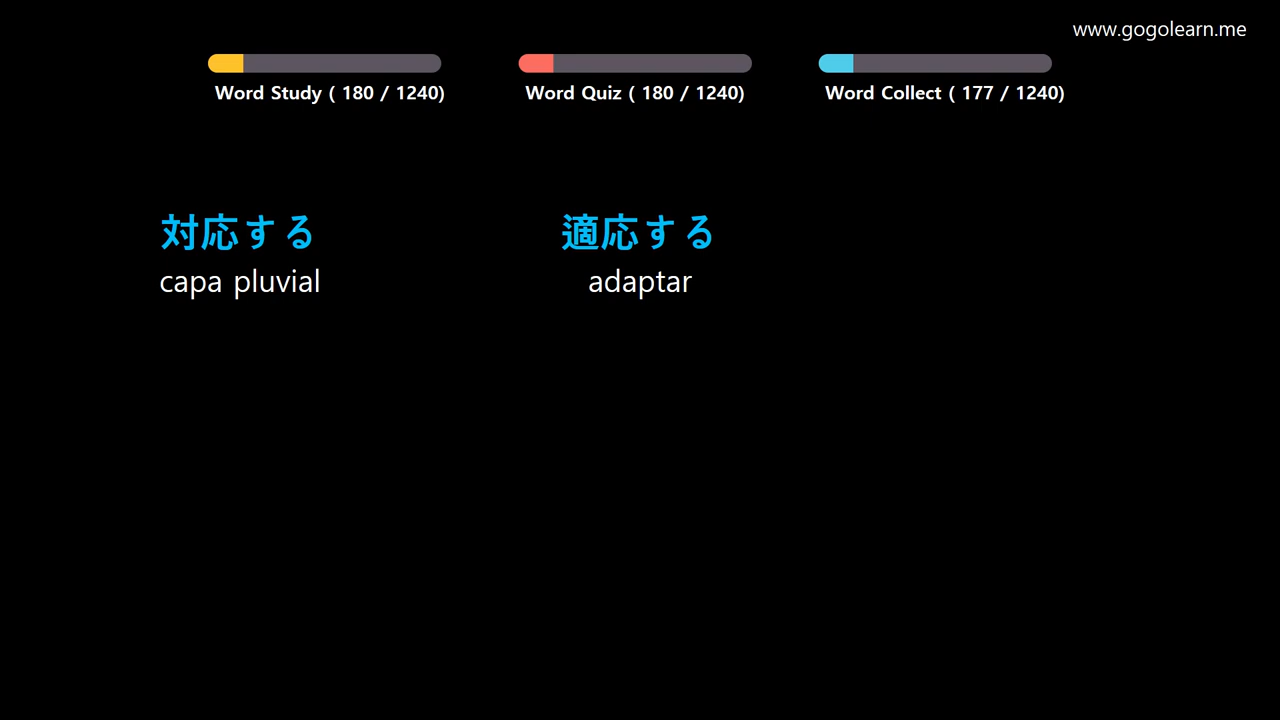 www.gogolearn.me
Word Study ( 180 / 1240)
Word Quiz ( 180 / 1240)
Word Collect ( 177 / 1240)
対応する
capa pluvial
適応する
adaptar